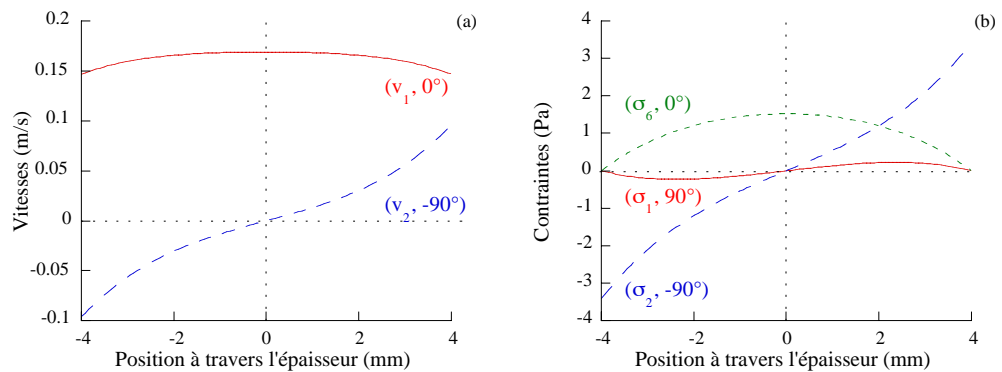 (a)
0.2
0.15
0.1
0.05
0
-0.05
-0.1
Vitesses (m/s)
(v1, 0°)
(v2, -90°)
-4
-2
0
2
4
Position à travers l'épaisseur (mm)
(b)
4
3
2
1
0
-1
-2
-3
-4
Contraintes (Pa)
(σ6, 0°)
(σ1, 90°)
(σ2, -90°)
-4
-2
0
2
4
Position à travers l'épaisseur (mm)